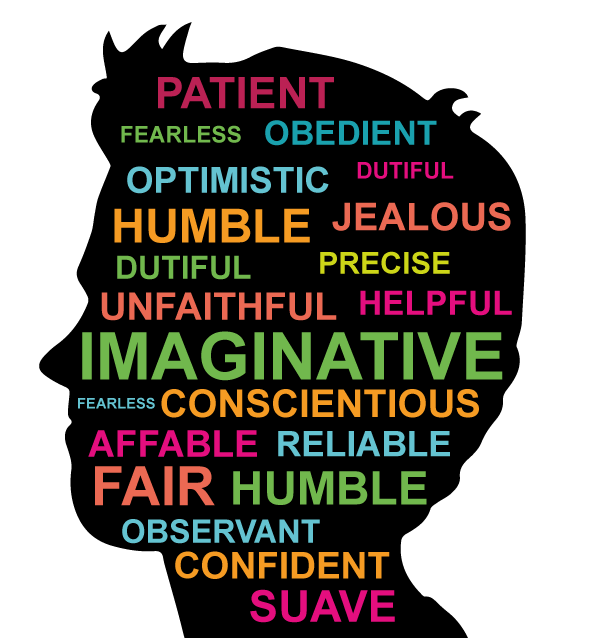 PATIENT
FEARLESS OBEDIENT
OPTIMISTIC DUTIFUL
HUMBLE JEALOUS
DUTIFUL PRECISE
UNFAITHFUL HELPFUL
IMAGINATIVE
FEARLESS CONSCIENTIOUS
AFFABLE RELIABLE
FAIR HUMBLE
OBSERVANT
CONFIDENT
SUAVE